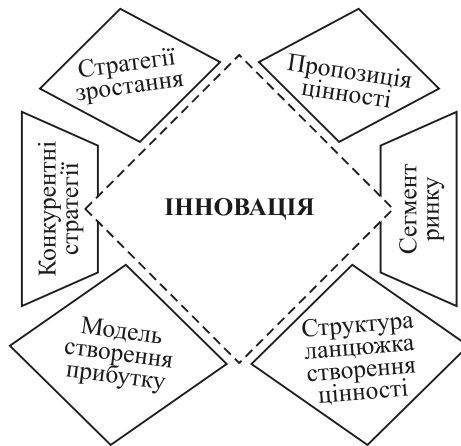 Стратегії
зростання
Пропозиція
цінності
Конкурентні
стратегії
ІННОВАЦІЯ
Сегмент
ринку
Модель
створення
прибутку
Структура
ланцюжка
створення
цінності